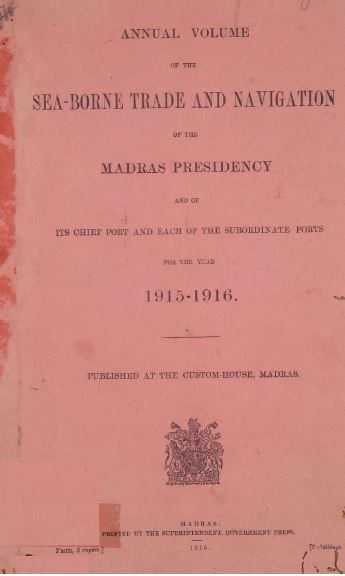 ANNUAL VOLUME
OF THE
SEA-BORNE TRADE AND NAVIGATION
OF THE
MADRAS PRESIDENCY
AND OF
ITS CHIEF PORT AND EACH OF THE SUBORDINATE PORTS
FOR THE YEAR
1915-1916.
PUBLISHED AT THE CUSTOM-HOUSE, MADRAS.
MADRAS:
PRINTED BY THE SUPERINTENDENT, GOVERNMENT PRESS.
1916.
rupees.]